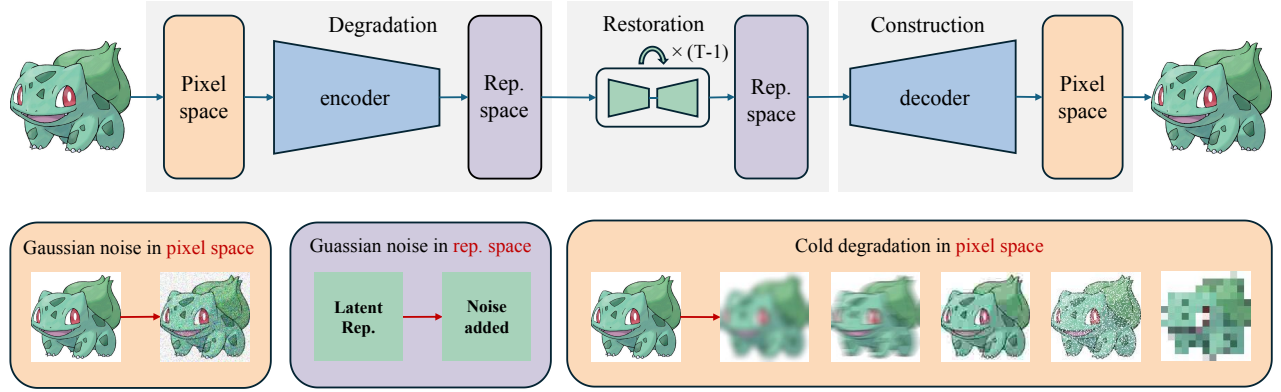 Degradation
Restoration
Construction
× (T-1)
Pixel
space
encoder
Rep.
space
Rep.
space
decoder
Pixel
space
Gaussian noise in pixel space
Guassian noise in rep. space
Latent
Rep.
Noise
added
Cold degradation in pixel space